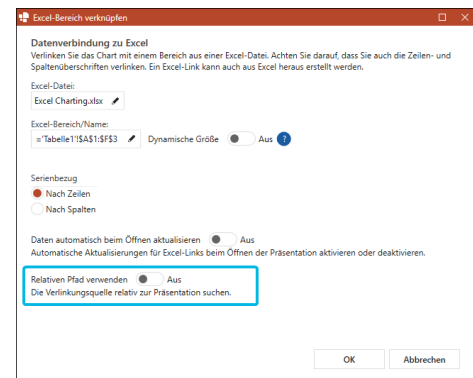 Excel-Bereich verknüpfen
Datenverbindung zu Excel
Verlinken Sie das Chart mit einem Bereich aus einer Excel-Datei. Achten Sie darauf, dass Sie auch die Zeilen- und
Spaltenüberschriften verlinken. Ein Excel-Link kann auch aus Excel heraus erstellt werden.
Excel-Datei:
Excel Charting.xlsx
Excel-Bereich/Name:
='Tabelle1'!$A$1:$F$3 Dynamische Größe Aus ?
Serienbezug
Nach Zeilen
Nach Spalten
Daten automatisch beim Öffnen aktualisieren Aus
Automatische Aktualisierungen für Excel-Links beim Öffnen der Präsentation aktivieren oder deaktivieren.
Relativen Pfad verwenden Aus
Die Verlinkungsquelle relativ zur Präsentation suchen.
OK Abbrechen